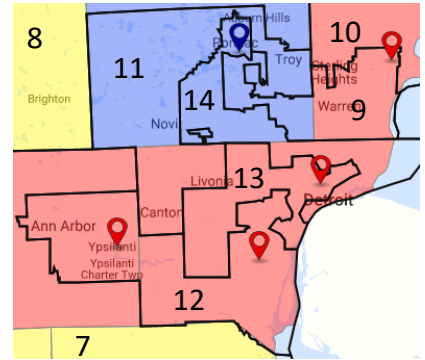 8
10
Auburn Hills
Pontiac
11
Troy
Sterling
Heights
14
Brighton
Warren
9
Novi
Livonia
13
Detroit
Canton
Ann Arbor
Ypsilanti
Ypsilanti
Charter Twp
12
7